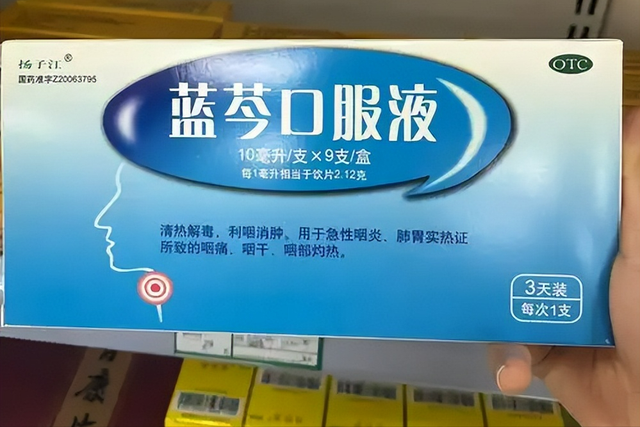 扬子江®
国药准字Z20063795
OTC
蓝芩口服液
10毫升/支×9支/盒
每1毫升相当于饮片2.12克
清热解毒，利咽消肿。用于急性咽炎、肺胃实热证
所致的咽痛、咽干、咽部灼热。
3天装
每次1支
康